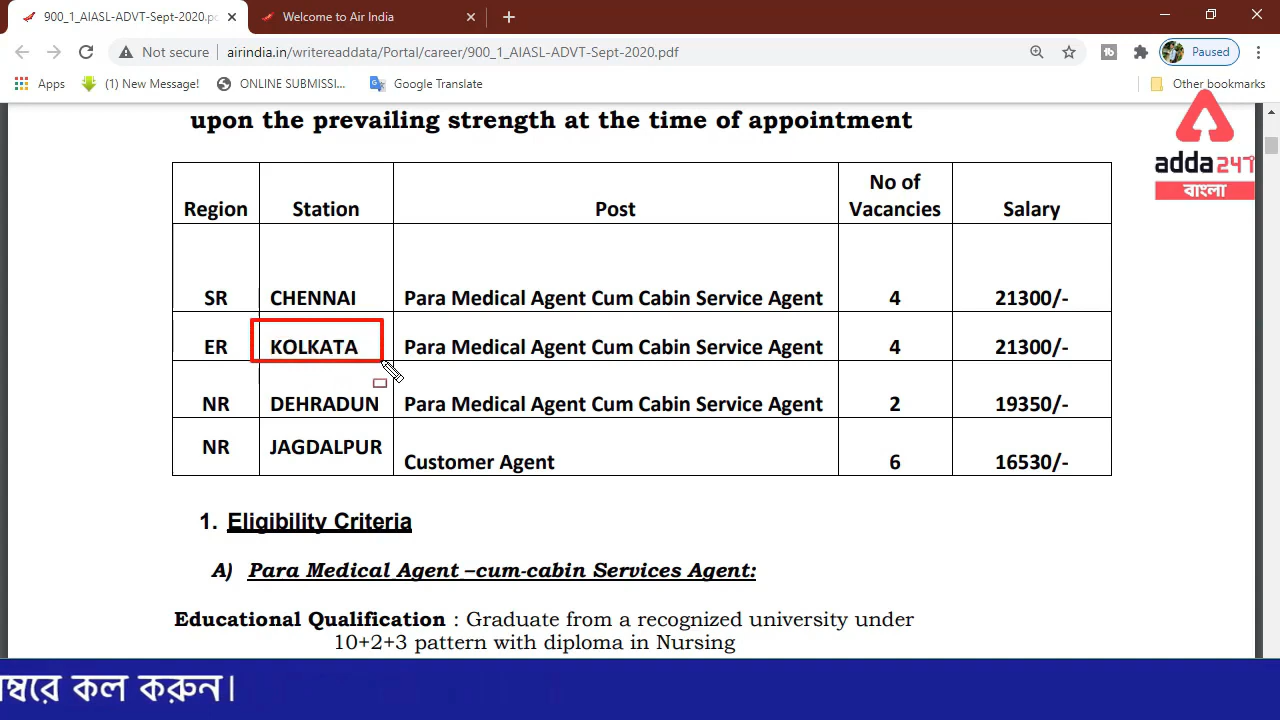 900_1_AIASL-ADVT-Sept-2020.pd
Welcome to Air India
Not secure
airindia.in/writereaddata/Portal/career/900_1_AIASL-ADVT-Sept-2020.pdf
Paused
Apps
(1) New Message!
ONLINE SUBMISSI...
Google Translate
Other bookmarks
upon the prevailing strength at the time of appointment
adda247
বাংলা
Region Station Post No of Vacancies Salary
SR CHENNAI Para Medical Agent Cum Cabin Service Agent 4 21300/-
ER KOLKATA Para Medical Agent Cum Cabin Service Agent 4 21300/-
NR DEHRADUN Para Medical Agent Cum Cabin Service Agent 2 19350/-
NR JAGDALPUR Customer Agent 6 16530/-
1. Eligibility Criteria
A) Para Medical Agent –cum-cabin Services Agent:
Educational Qualification : Graduate from a recognized university under
10+2+3 pattern with diploma in Nursing
ম্বরে কল করুন।